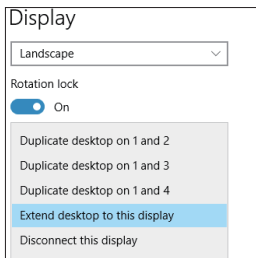 Display
Landscape
Rotation lock
On
Duplicate desktop on 1 and 2
Duplicate desktop on 1 and 3
Duplicate desktop on 1 and 4
Extend desktop to this display
Disconnect this display